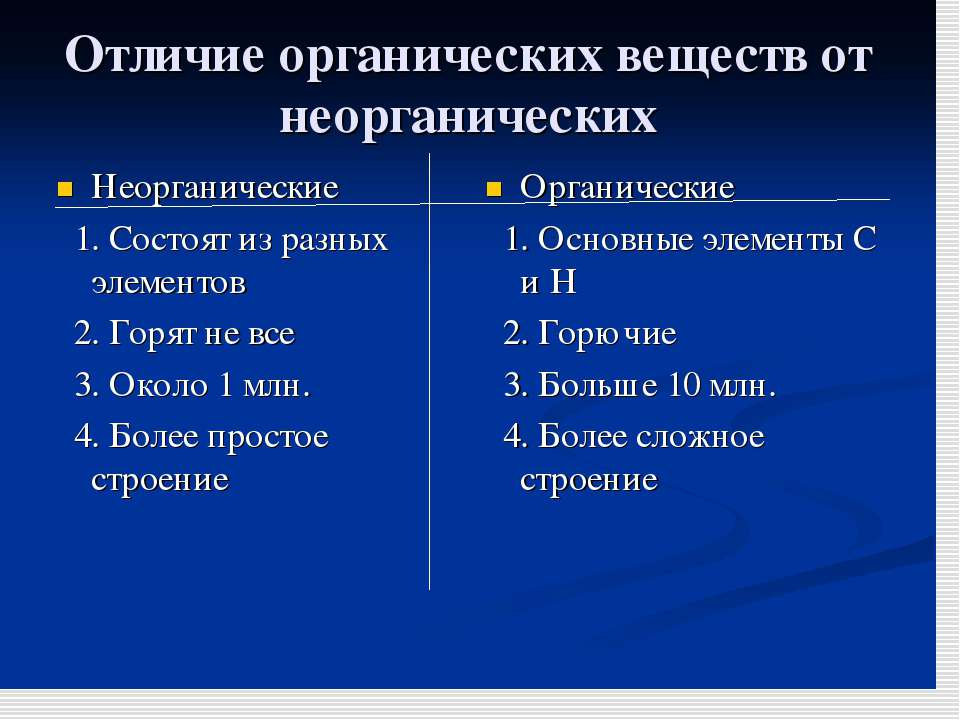 Отличие органических веществ от
неорганических
Неорганические
1. Состоят из разных
элементов
2. Горят не все
3. Около 1 млн.
4. Более простое
строение
Органические
1. Основные элементы С
и Н
2. Горючие
3. Больше 10 млн.
4. Более сложное
строение